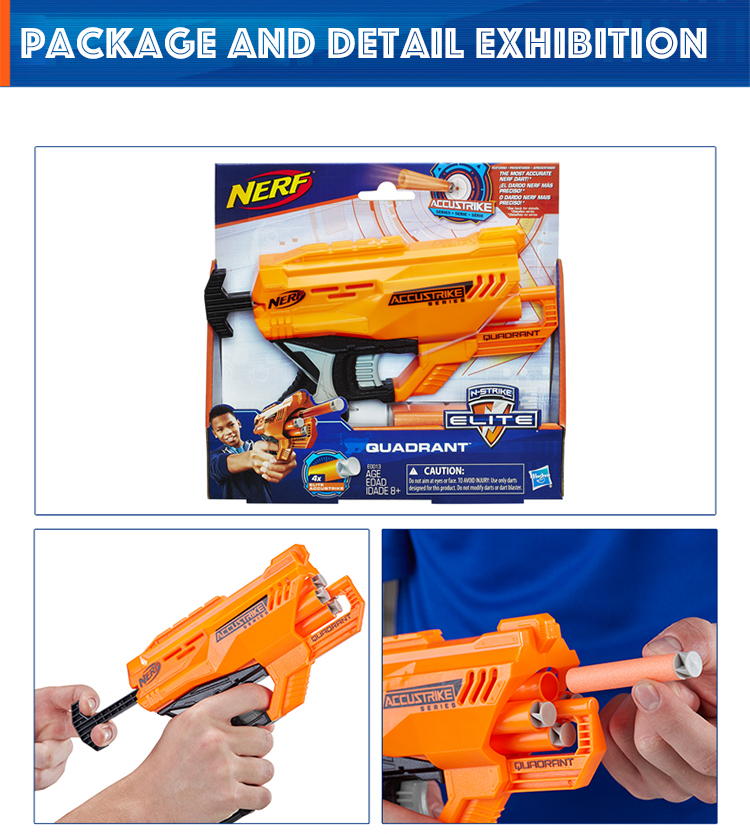 PACKAGE AND DETAIL EXHIBITION
NERF
THE MOST ACCURATE
NERF DART!*
¡EL DARDO NERF MÁS
PRECISO!*
O DARDO NERF MAIS
PRECISO!*
ACCUSTRIKE
SERIES • SERIE • SÉRIE
NERF
ACCUSTRIKE
SERIES
QUADRANT
N-STRIKE
ELITE
QUADRANT
4x
ELITE
ACCUSTRIKE
E0013
AGE
EDAD
IDADE 8+
CAUTION:
Do not aim at eyes or face. TO AVOID INJURY: Use only darts
designed for this product. Do not modify darts or dart blaster.
Hasbro
ACCUSTRIKE
SERIES
QUADRANT
NERF
ACCUSTRIKE
SERIES
QUADRANT